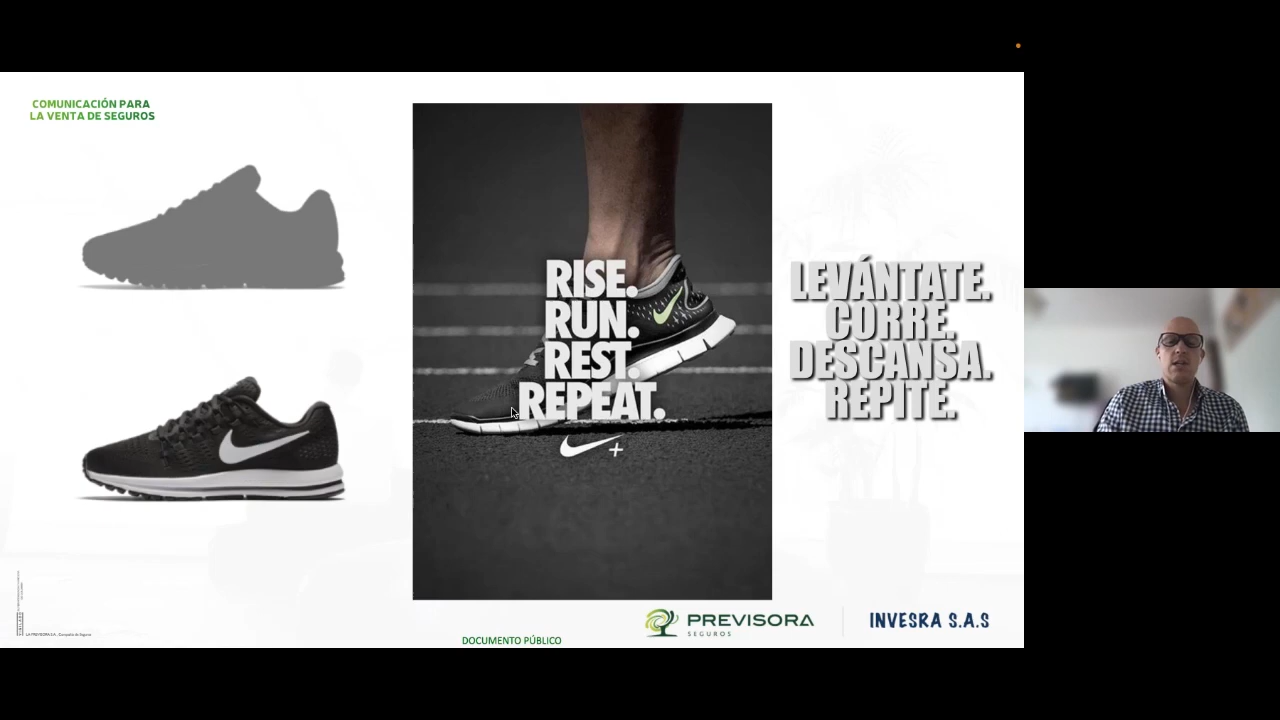 COMUNICACIÓN PARA
LA VENTA DE SEGUROS
RISE.
RUN.
REST.
REPEAT.
+
LEVÁNTATE.
CORRE.
DESCANSA.
REPITE.
LA PREVISORA S.A., Compañía de Seguros
DOCUMENTO PÚBLICO
PREVISORA
SEGUROS
INVESRA S.A.S